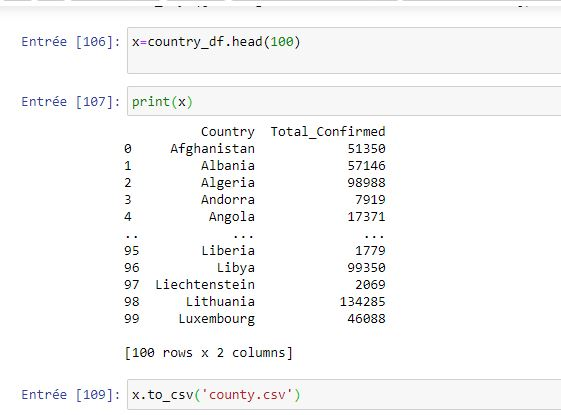 Entrée [106]: x=country_df.head(100)
Entrée [107]: print(x)
Country Total_Confirmed
0 Afghanistan 51350
1 Albania 57146
2 Algeria 98988
3 Andorra 7919
4 Angola 17371
.. ... ...
95 Liberia 1779
96 Libya 99350
97 Liechtenstein 2069
98 Lithuania 134285
99 Luxembourg 46088
[100 rows x 2 columns]
Entrée [109]: x.to_csv('county.csv')